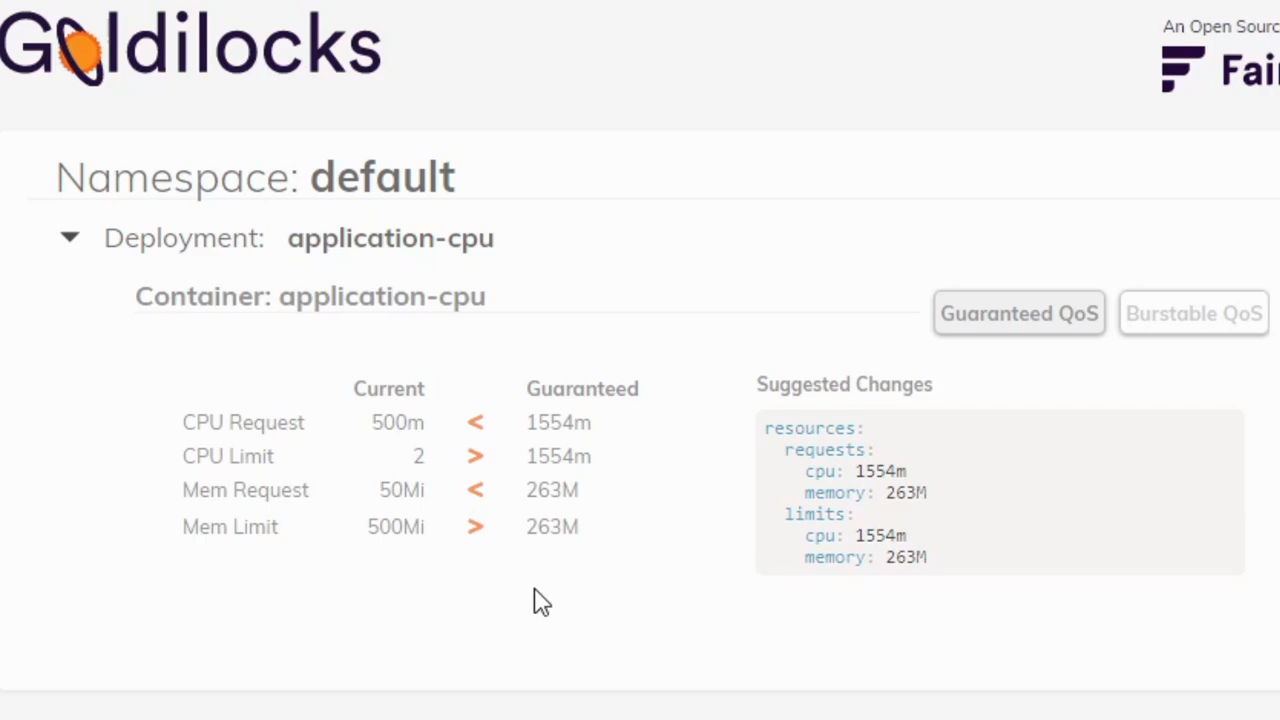 Goldilocks
An Open Sourc
Fai
Namespace: default
Deployment: application-cpu
Container: application-cpu
Guaranteed QoS
Burstable QoS
Current Guaranteed
CPU Request 500m < 1554m
CPU Limit 2 > 1554m
Mem Request 50Mi < 263M
Mem Limit 500Mi > 263M
Suggested Changes
resources:
requests:
cpu: 1554m
memory: 263M
limits:
cpu: 1554m
memory: 263M